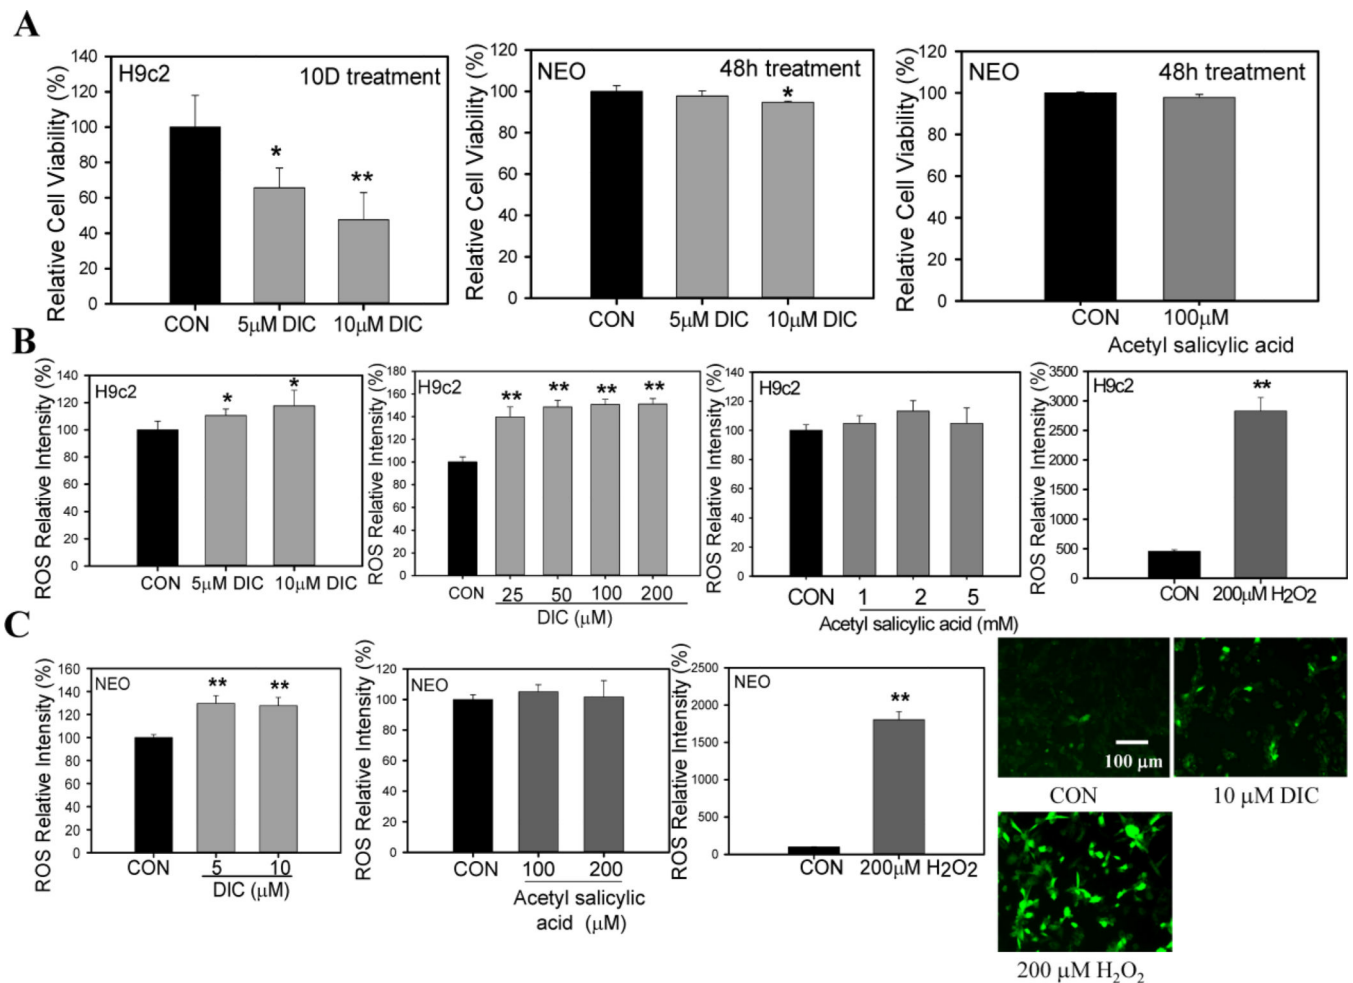 A
Relative Cell Viability (%)
140
120
100
80
60
40
20
0
H9c2
10D treatment
*
**
CON 5µM DIC 10µM DIC
Relative Cell Viability (%)
120
100
80
60
40
20
0
NEO
48h treatment
*
CON 5µM DIC 10µM DIC
Relative Cell Viability (%)
120
100
80
60
40
20
0
NEO
48h treatment
CON 100µM
Acetyl salicylic acid
B
ROS Relative Intensity (%)
140
120
100
80
60
40
20
0
H9c2
* *
CON 5µM DIC 10µM DIC
ROS Relative Intensity (%)
180
160
140
120
100
80
60
40
20
0
H9c2
** ** ** **
CON 25 50 100 200
DIC (µM)
ROS Relative Intensity (%)
140
120
100
80
60
40
20
0
H9c2
CON 1 2 5
Acetyl salicylic acid (mM)
ROS Relative Intensity (%)
3500
3000
2500
2000
1500
1000
500
0
H9c2
**
CON 200µM H2O2
C
ROS Relative Intensity (%)
160
140
120
100
80
60
40
20
0
NEO
** **
CON 5 10
DIC (µM)
ROS Relative Intensity (%)
120
100
80
60
40
20
0
NEO
CON 100 200
Acetyl salicylic
acid (µM)
ROS Relative Intensity (%)
2500
2000
1500
1000
500
0
NEO
**
CON 200µM H2O2
100 µm
CON
10 µM DIC
200 µM H₂O₂